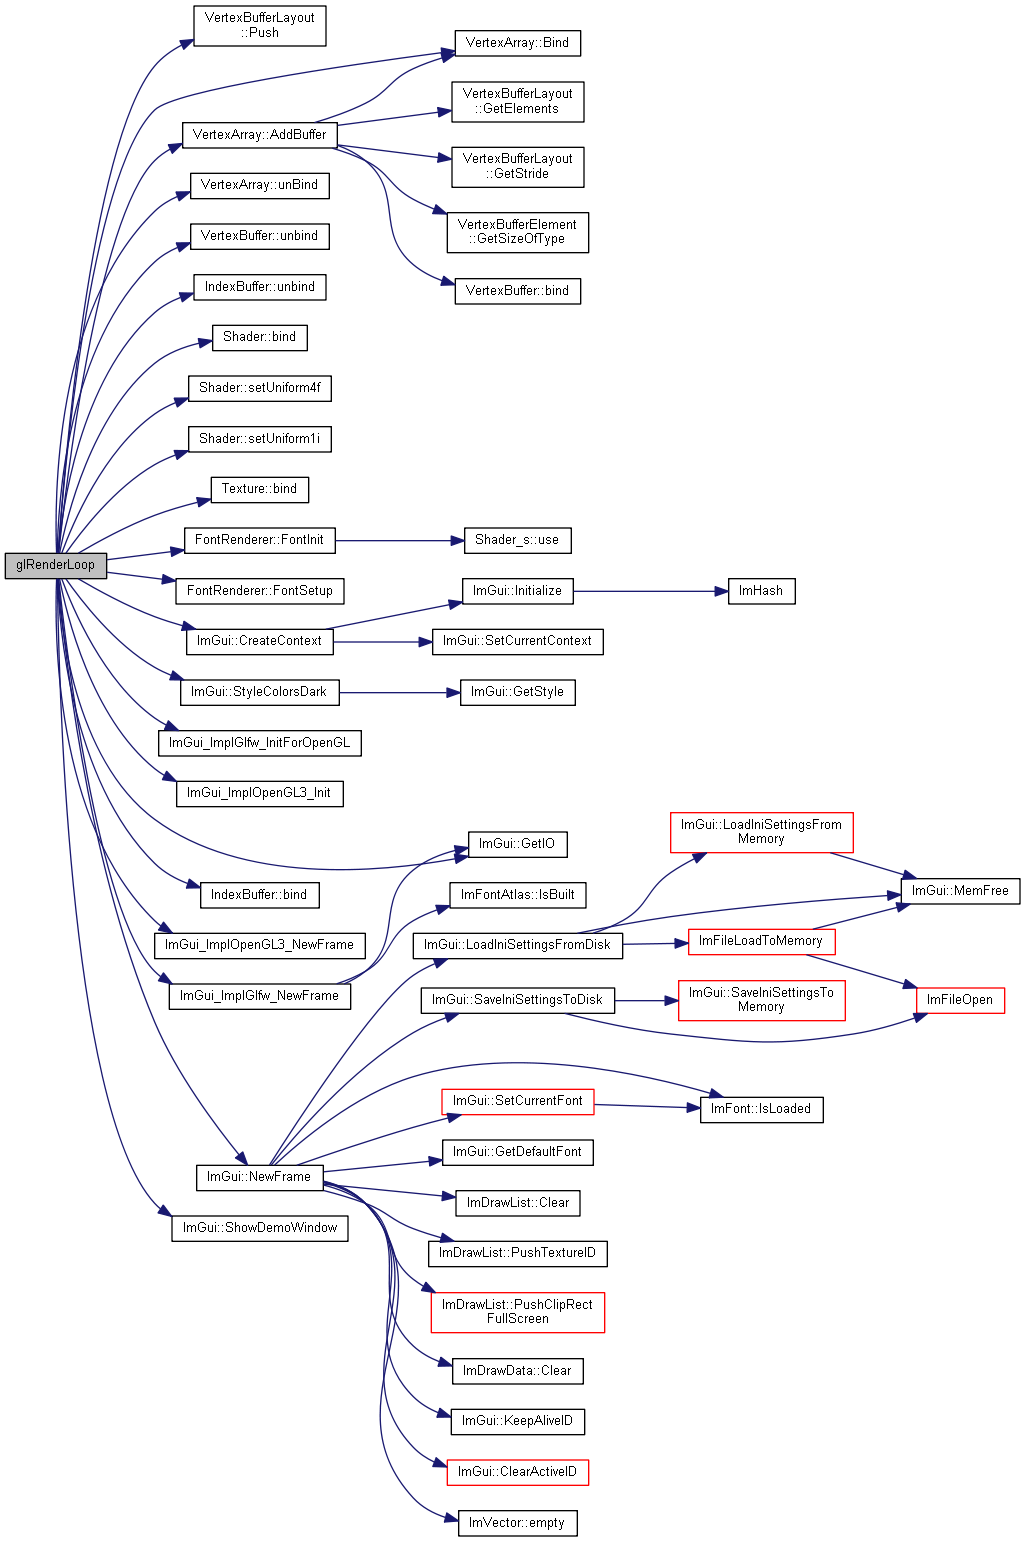 VertexBufferLayout
::Push
VertexArray::Bind
VertexBufferLayout
::GetElements
VertexArray::AddBuffer
VertexBufferLayout
::GetStride
VertexArray::unBind
VertexBufferElement
::GetSizeOfType
VertexBuffer::unbind
IndexBuffer::unbind
VertexBuffer::bind
Shader::bind
Shader::setUniform4f
Shader::setUniform1i
Texture::bind
FontRenderer::FontInit
Shader_s::use
glRenderLoop
FontRenderer::FontSetup
ImGui::Initialize
ImHash
ImGui::CreateContext
ImGui::SetCurrentContext
ImGui::StyleColorsDark
ImGui::GetStyle
ImGui_ImplGlfw_InitForOpenGL
ImGui_ImplOpenGL3_Init
ImGui::LoadIniSettingsFrom
Memory
ImGui::GetIO
IndexBuffer::bind
ImFontAtlas::IsBuilt
ImGui::MemFree
ImGui_ImplOpenGL3_NewFrame
ImGui::LoadIniSettingsFromDisk
ImFileLoadToMemory
ImGui_ImplGlfw_NewFrame
ImGui::SaveIniSettingsToDisk
ImGui::SaveIniSettingsTo
Memory
ImFileOpen
ImGui::SetCurrentFont
ImFont::IsLoaded
ImGui::GetDefaultFont
ImGui::NewFrame
ImDrawList::Clear
ImGui::ShowDemoWindow
ImDrawList::PushTextureID
ImDrawList::PushClipRect
FullScreen
ImDrawData::Clear
ImGui::KeepAliveID
ImGui::ClearActiveID
ImVector::empty